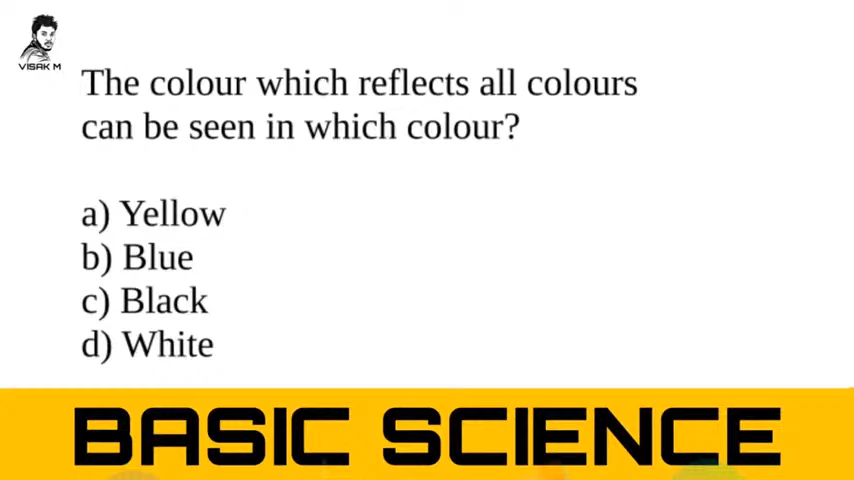 VISAK M
The colour which reflects all colours
can be seen in which colour?
a) Yellow
b) Blue
c) Black
d) White
BASIC SCIENCE